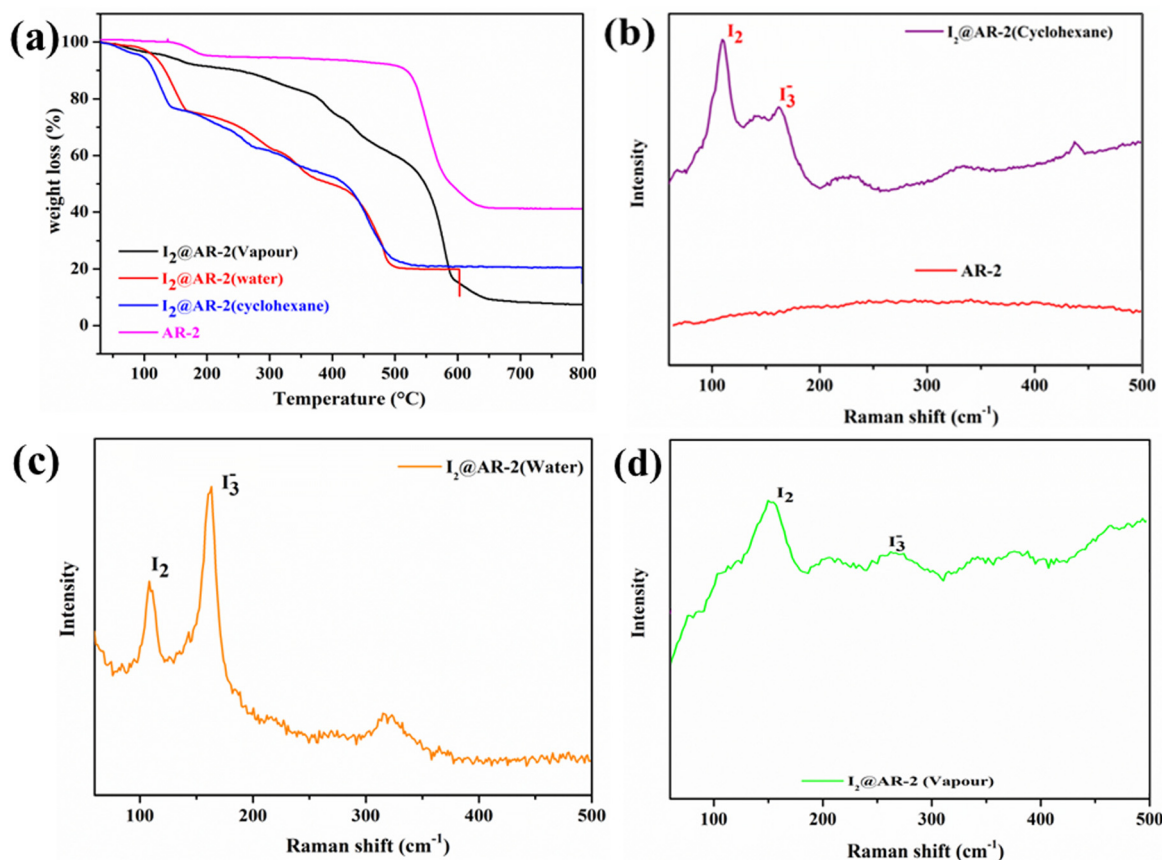 (a)
100
80
60
40
20
0
weight loss (%)
I₂@AR-2(Vapour)
I₂@AR-2(water)
I₂@AR-2(cyclohexane)
AR-2
100 200 300 400 500 600 700 800
Temperature (°C)
(b)
I₂@AR-2(Cyclohexane)
I₂
I₃⁻
AR-2
Intensity
100 200 300 400 500
Raman shift (cm⁻¹)
(c)
I₂@AR-2(Water)
I₃⁻
I₂
Intensity
100 200 300 400 500
Raman shift (cm⁻¹)
(d)
I₂
I₃⁻
Intensity
I₂@AR-2 (Vapour)
100 200 300 400 500
Raman shift (cm⁻¹)